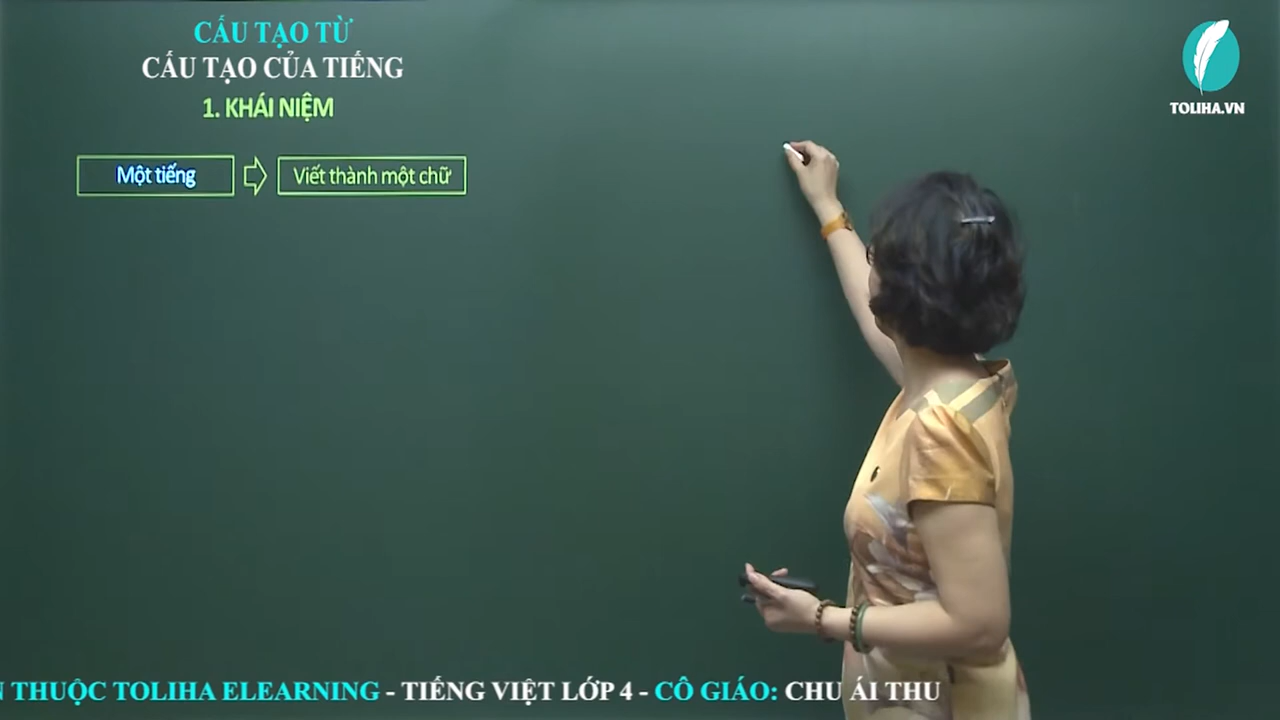 CẤU TẠO TỪ
CẤU TẠO CỦA TIẾNG
1. KHÁI NIỆM
Một tiếng
Viết thành một chữ
TOLIHA.VN
THUỘC TOLIHA ELEARNING - TIẾNG VIỆT LỚP 4 - CÔ GIÁO: CHU ÁI THU